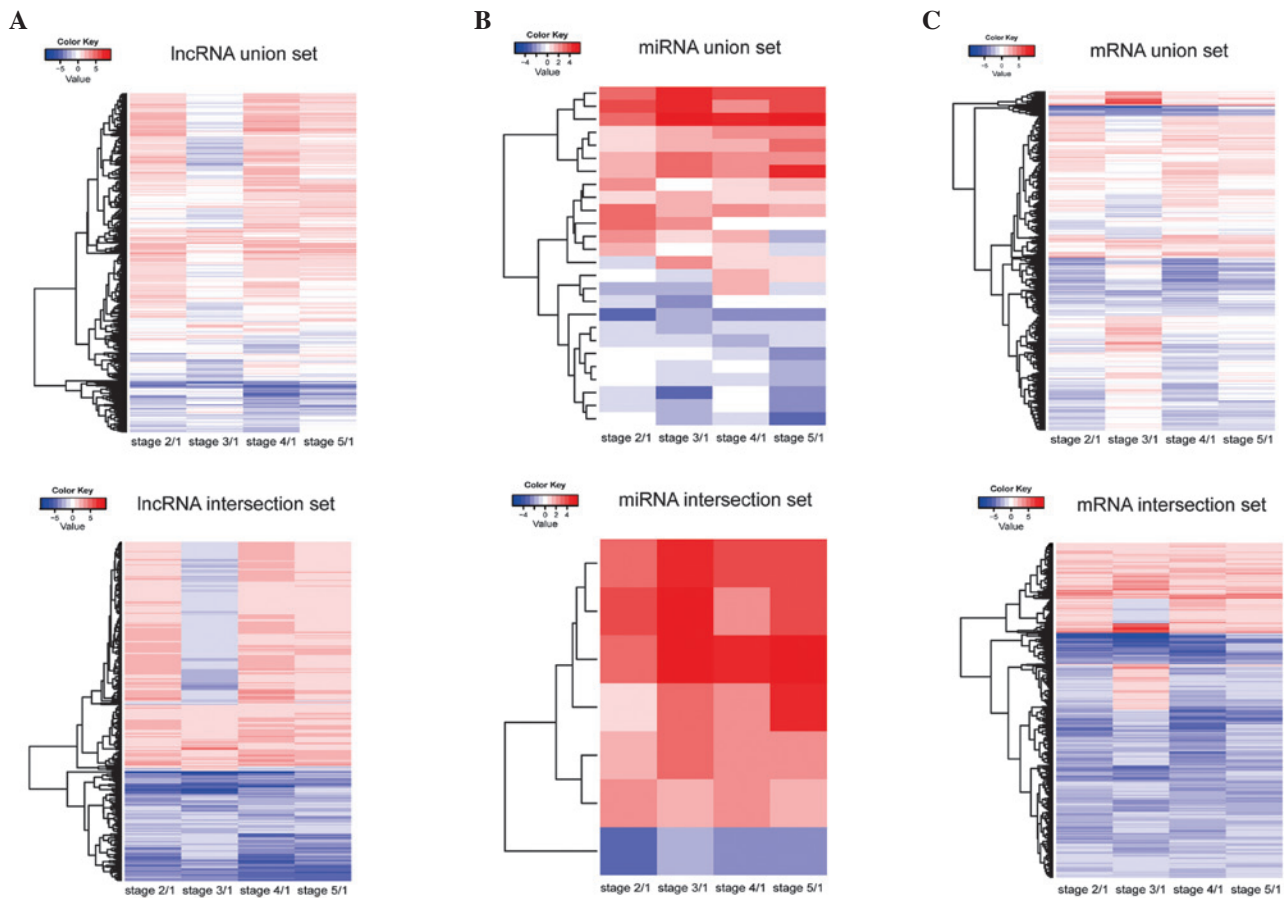 A
B
C
Color Key
-5 0 5
Value
lncRNA union set
Color Key
-4 0 2 4
Value
miRNA union set
Color Key
-5 0 5
Value
mRNA union set
stage 2/1 stage 3/1 stage 4/1 stage 5/1
stage 2/1 stage 3/1 stage 4/1 stage 5/1
stage 2/1 stage 3/1 stage 4/1 stage 5/1
Color Key
-5 0 5
Value
lncRNA intersection set
Color Key
-4 0 2 4
Value
miRNA intersection set
Color Key
-5 0 5
Value
mRNA intersection set
stage 2/1 stage 3/1 stage 4/1 stage 5/1
stage 2/1 stage 3/1 stage 4/1 stage 5/1
stage 2/1 stage 3/1 stage 4/1 stage 5/1